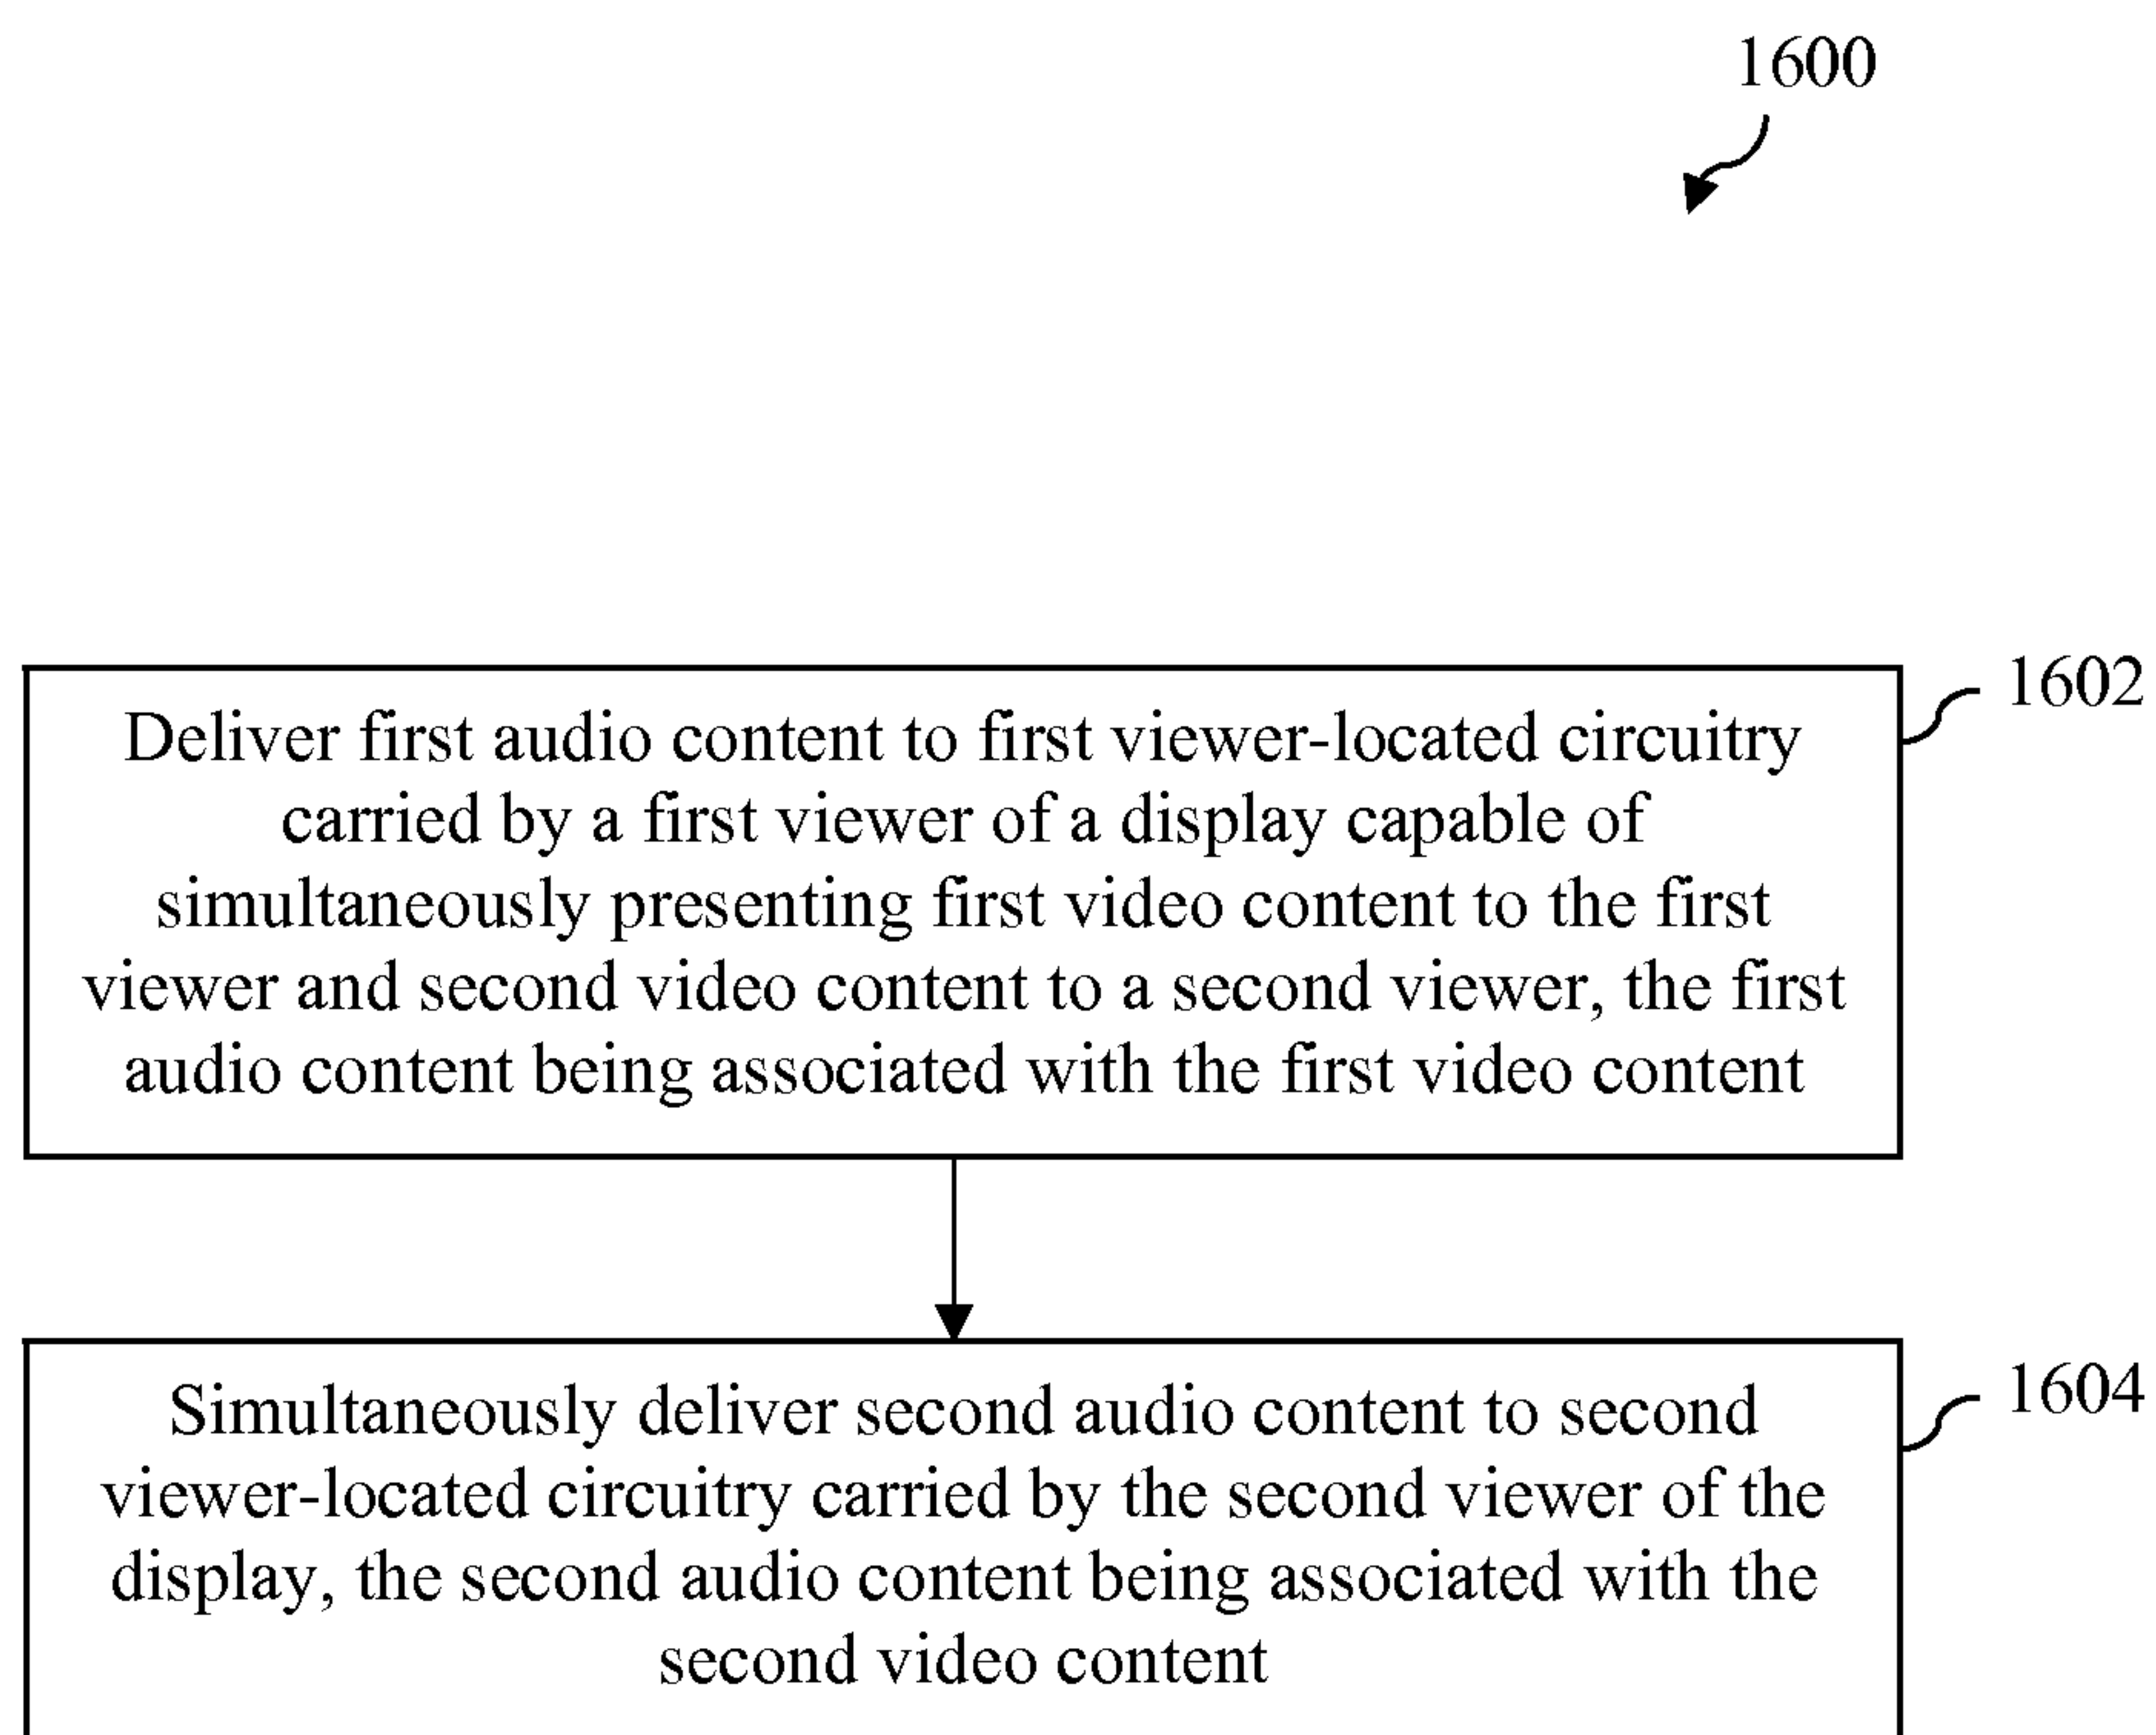 1600
1602
Deliver first audio content to first viewer-located circuitry
carried by a first viewer of a display capable of
simultaneously presenting first video content to the first
viewer and second video content to a second viewer, the first
audio content being associated with the first video content
1604
Simultaneously deliver second audio content to second
viewer-located circuitry carried by the second viewer of the
display, the second audio content being associated with the
second video content